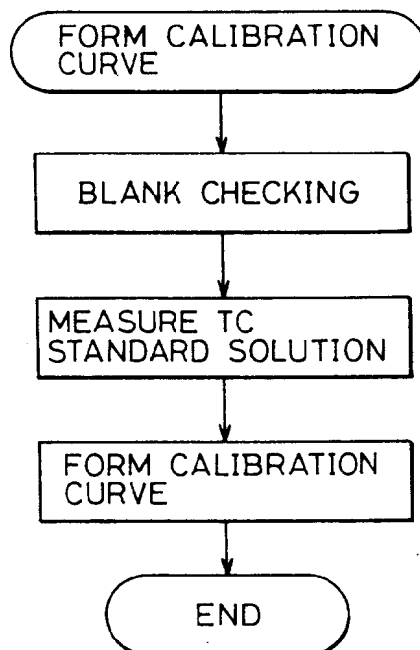 FORM CALIBRATION
CURVE
BLANK CHECKING
MEASURE TC
STANDARD SOLUTION
FORM CALIBRATION
CURVE
END